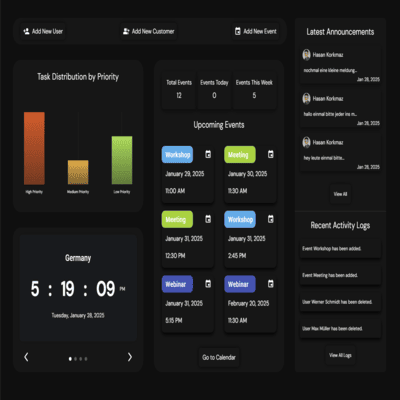 Add New User
Add New Customer
Add New Event
Task Distribution by Priority
High Priority
Medium Priority
Low Priority
Germany
5 : 19 : 09 PM
Tuesday, January 28, 2025
Total Events
12
Events Today
0
Events This Week
5
Upcoming Events
Workshop
January 29, 2025
11:00 AM
Meeting
January 30, 2025
11:30 AM
Meeting
January 31, 2025
12:30 PM
Workshop
January 31, 2025
2:45 PM
Webinar
January 31, 2025
5:15 PM
Webinar
February 20, 2025
11:30 AM
Go to Calendar
Latest Announcements
Hasan Korkmaz
nochmal eine kleine meldung...
Jan 28, 2025
Hasan Korkmaz
hallo einmal bitte jeder ins m...
Jan 28, 2025
Hasan Korkmaz
hey leute einmal bitte...
Jan 28, 2025
View All
Recent Activity Logs
Event Workshop has been added.
Event Meeting has been added.
User Werner Schmidt has been deleted.
User Max Müller has been deleted.
View All Logs